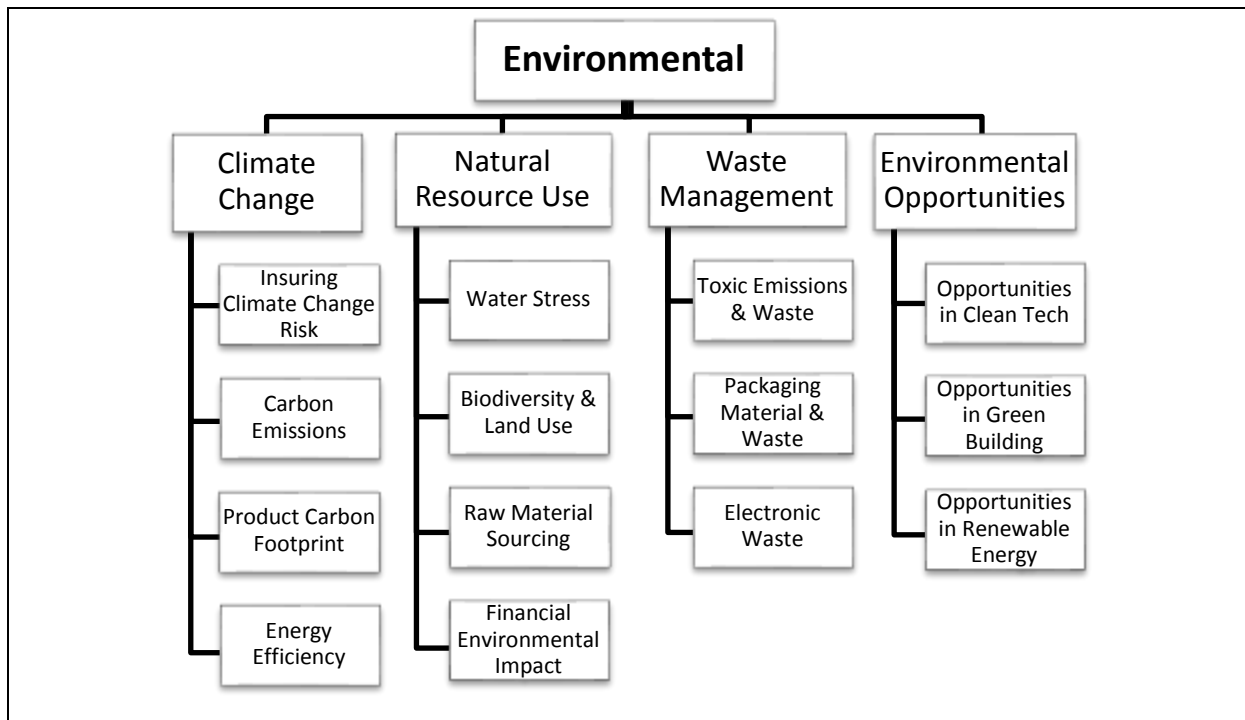 Environmental
Climate
Change
Natural
Resource Use
Waste
Management
Environmental
Opportunities
Insuring
Climate Change
Risk
Carbon
Emissions
Product Carbon
Footprint
Energy
Efficiency
Water Stress
Biodiversity &
Land Use
Raw Material
Sourcing
Financial
Environmental
Impact
Toxic Emissions
& Waste
Packaging
Material &
Waste
Electronic
Waste
Opportunities
in Clean Tech
Opportunities
in Green
Building
Opportunities
in Renewable
Energy